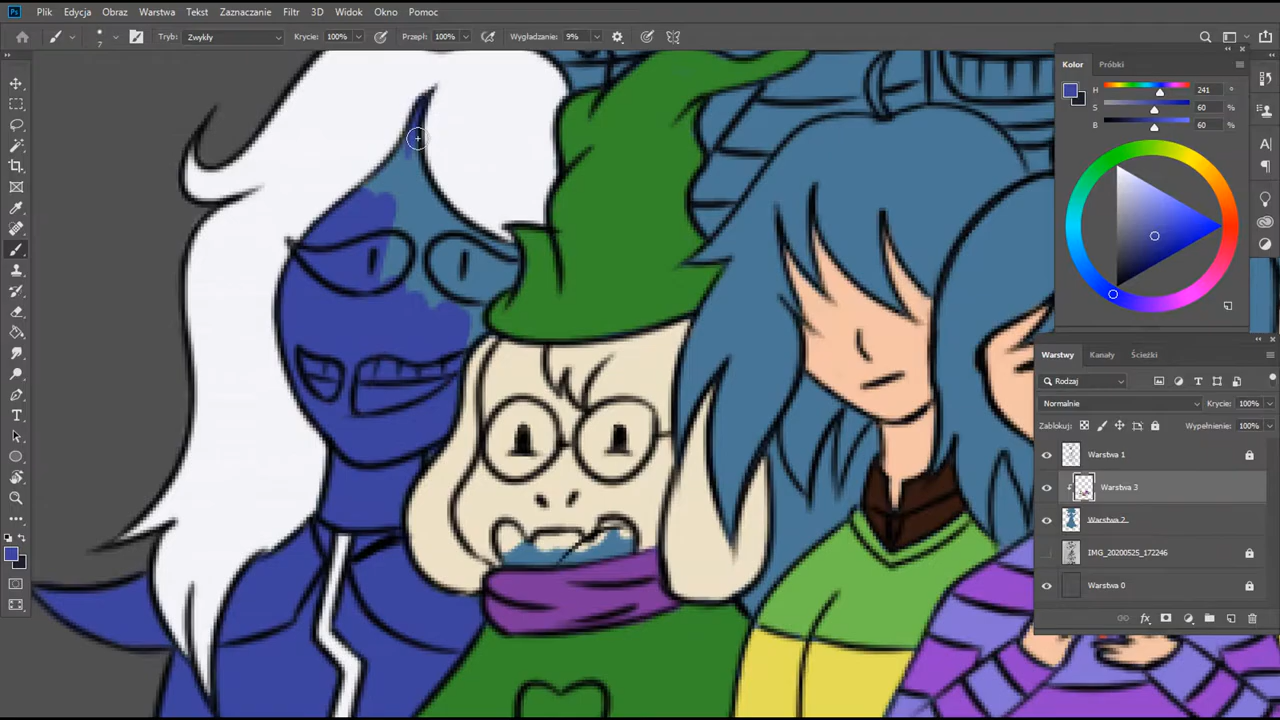 Ps Plik Edycja Obraz Warstwa Tekst Zaznaczanie Filtr 3D Widok Okno Pomoc
7 Tryb: Zwykły Krycie: 100% Przepł: 100% Wygładzanie: 9%
Kolor Próbki
H 241 °
S 60 %
B 60 %
Warstwy Kanały Ścieżki
Rodzaj
Normalnie Krycie: 100%
Zablokuj: Wypełnienie: 100%
Warstwa 1
Warstwa 3
Warstwa 2
IMG_20200525_172246
Warstwa 0